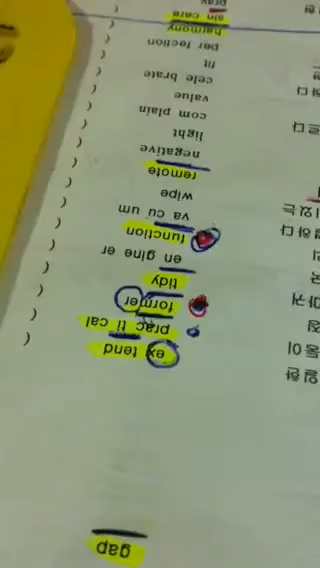 gap
ex tend (
prac ti cal (
former (
tidy (
en gine er (
function (
va cu um (
wipe (
remote (
negative (
light (
com plain (
value (
cele brate (
fit (
per fection (
harmony (
sin cere (
pray